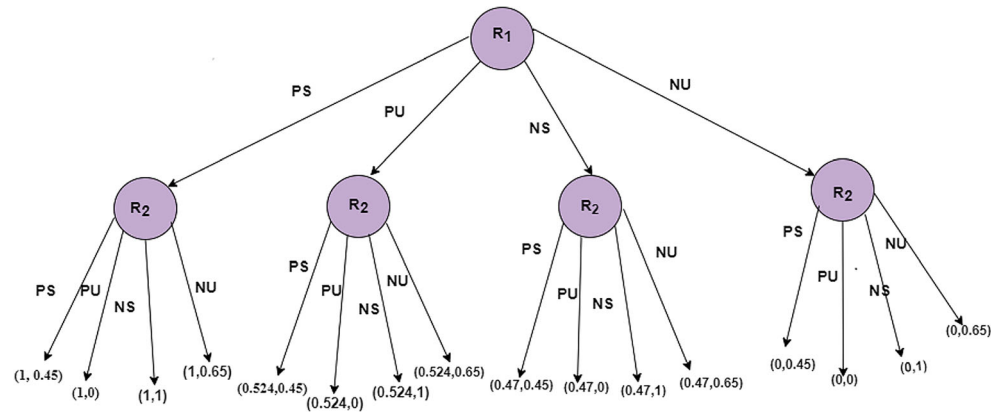 R1
PS
PU
NS
NU
R2
R2
R2
R2
PS
PU
NS
NU
PS
PU
NS
NU
PS
PU
NS
NU
PS
PU
NS
NU
(1, 0.45)
(1,0)
(1,1)
(1,0.65)
(0.524,0.45)
(0.524,0)
(0.524,1)
(0.524,0.65)
(0.47,0.45)
(0.47,0)
(0.47,1)
(0.47,0.65)
(0,0.45)
(0,0)
(0,1)
(0,0.65)